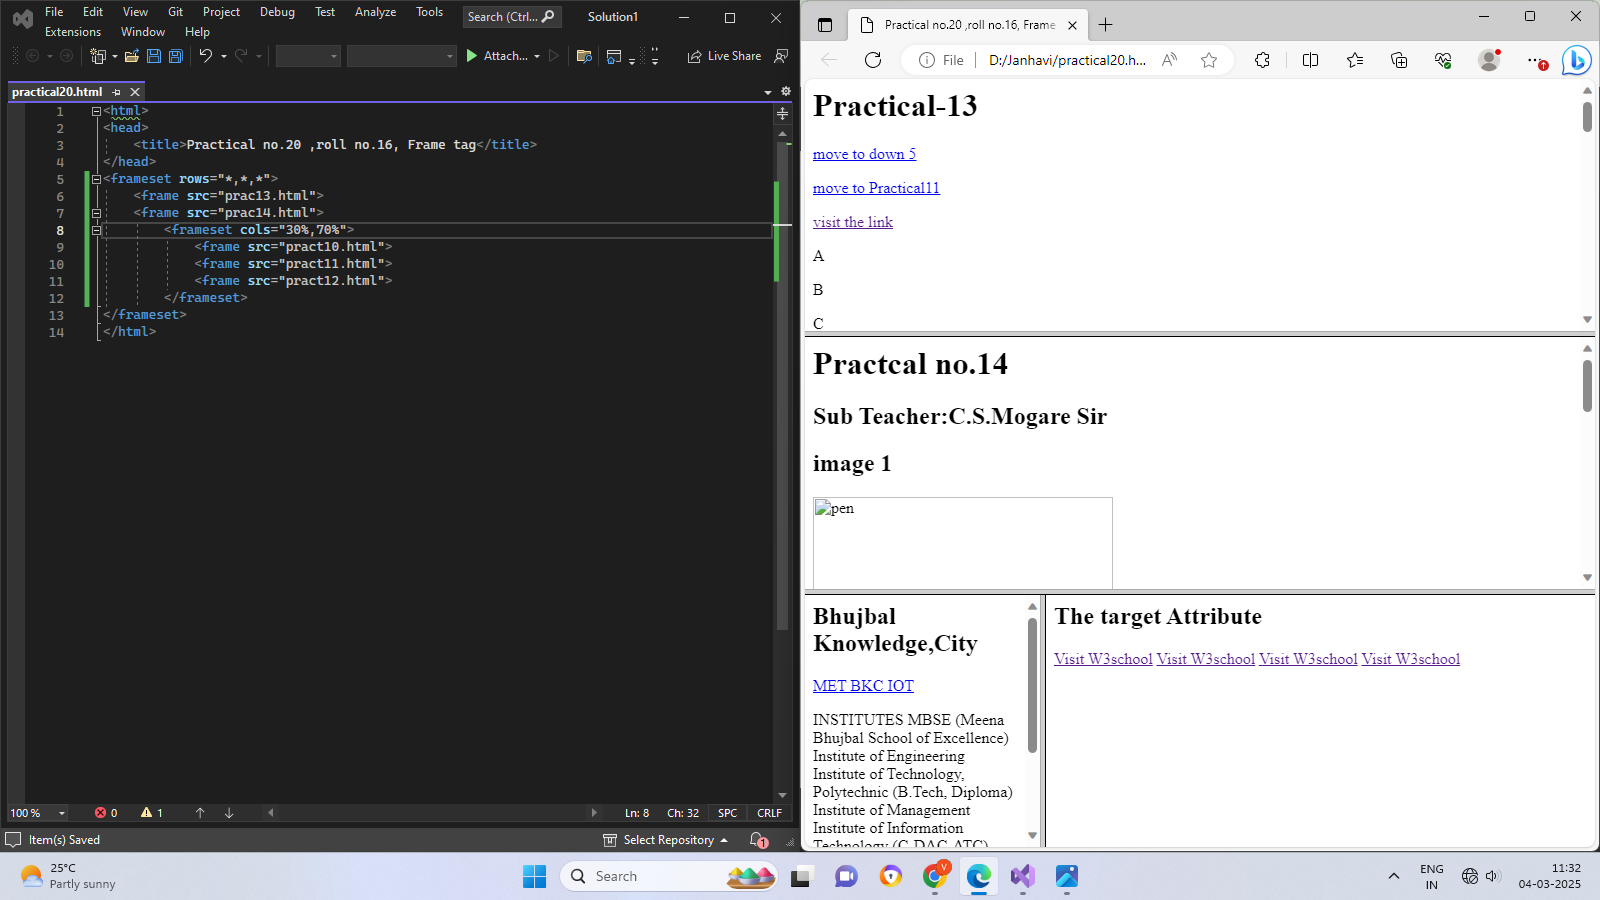 File Edit View Git Project Debug Test Analyze Tools Search (Ctrl... Solution1
Extensions Window Help
Attach... Live Share
practical20.html
1 <html>
2 <head>
3 <title>Practical no.20 ,roll no.16, Frame tag</title>
4 </head>
5 <frameset rows="*,*,*">
6 <frame src="prac13.html">
7 <frame src="prac14.html">
8 <frameset cols="30%,70%">
9 <frame src="pract10.html">
10 <frame src="pract11.html">
11 <frame src="pract12.html">
12 </frameset>
13 </frameset>
14 </html>
100 % 0 1 Ln: 8 Ch: 32 SPC CRLF
Item(s) Saved Select Repository 1
Practical no.20 ,roll no.16, Frame
File D:/Janhavi/practical20.h...
Practical-13
move to down 5
move to Practical11
visit the link
A
B
C
Practcal no.14
Sub Teacher:C.S.Mogare Sir
image 1
pen
Bhujbal
Knowledge,City
MET BKC IOT
INSTITUTES MBSE (Meena
Bhujbal School of Excellence)
Institute of Engineering
Institute of Technology,
Polytechnic (B.Tech, Diploma)
Institute of Management
Institute of Information
Technology (C-DAC ATC)
The target Attribute
Visit W3school Visit W3school Visit W3school Visit W3school
25°C
Partly sunny
Search
V
ENG
IN
11:32
04-03-2025